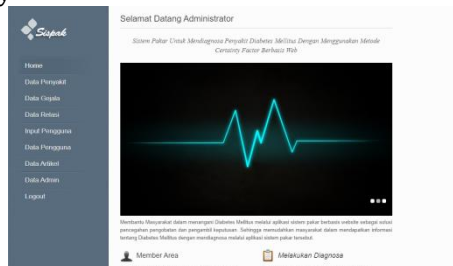 y
Sispak
Selamat Datang Administrator
Sistem Pakar Untuk Mendiagnosa Penyakit Diabetes Mellitus Dengan Menggunakan Metode
Certainty Factor Berbasis Web
Home
Data Penyakit
Data Gejala
Data Relasi
Input Pengguna
Data Pengguna
Data Artikel
Data Admin
Logout
Membantu Masyarakat dalam menangani Diabetes Mellitus melalui aplikasi sistem pakar berbasis website sebagai solusi
pencegahan pengobatan dan pengambil keputusan. Sehingga memudahkan masyarakat dalam mendapatkan informasi
tentang Diabetes Mellitus dengan mendiagnosa melalui aplikasi sistem pakar tersebut.
Member Area
Melakukan Diagnosa